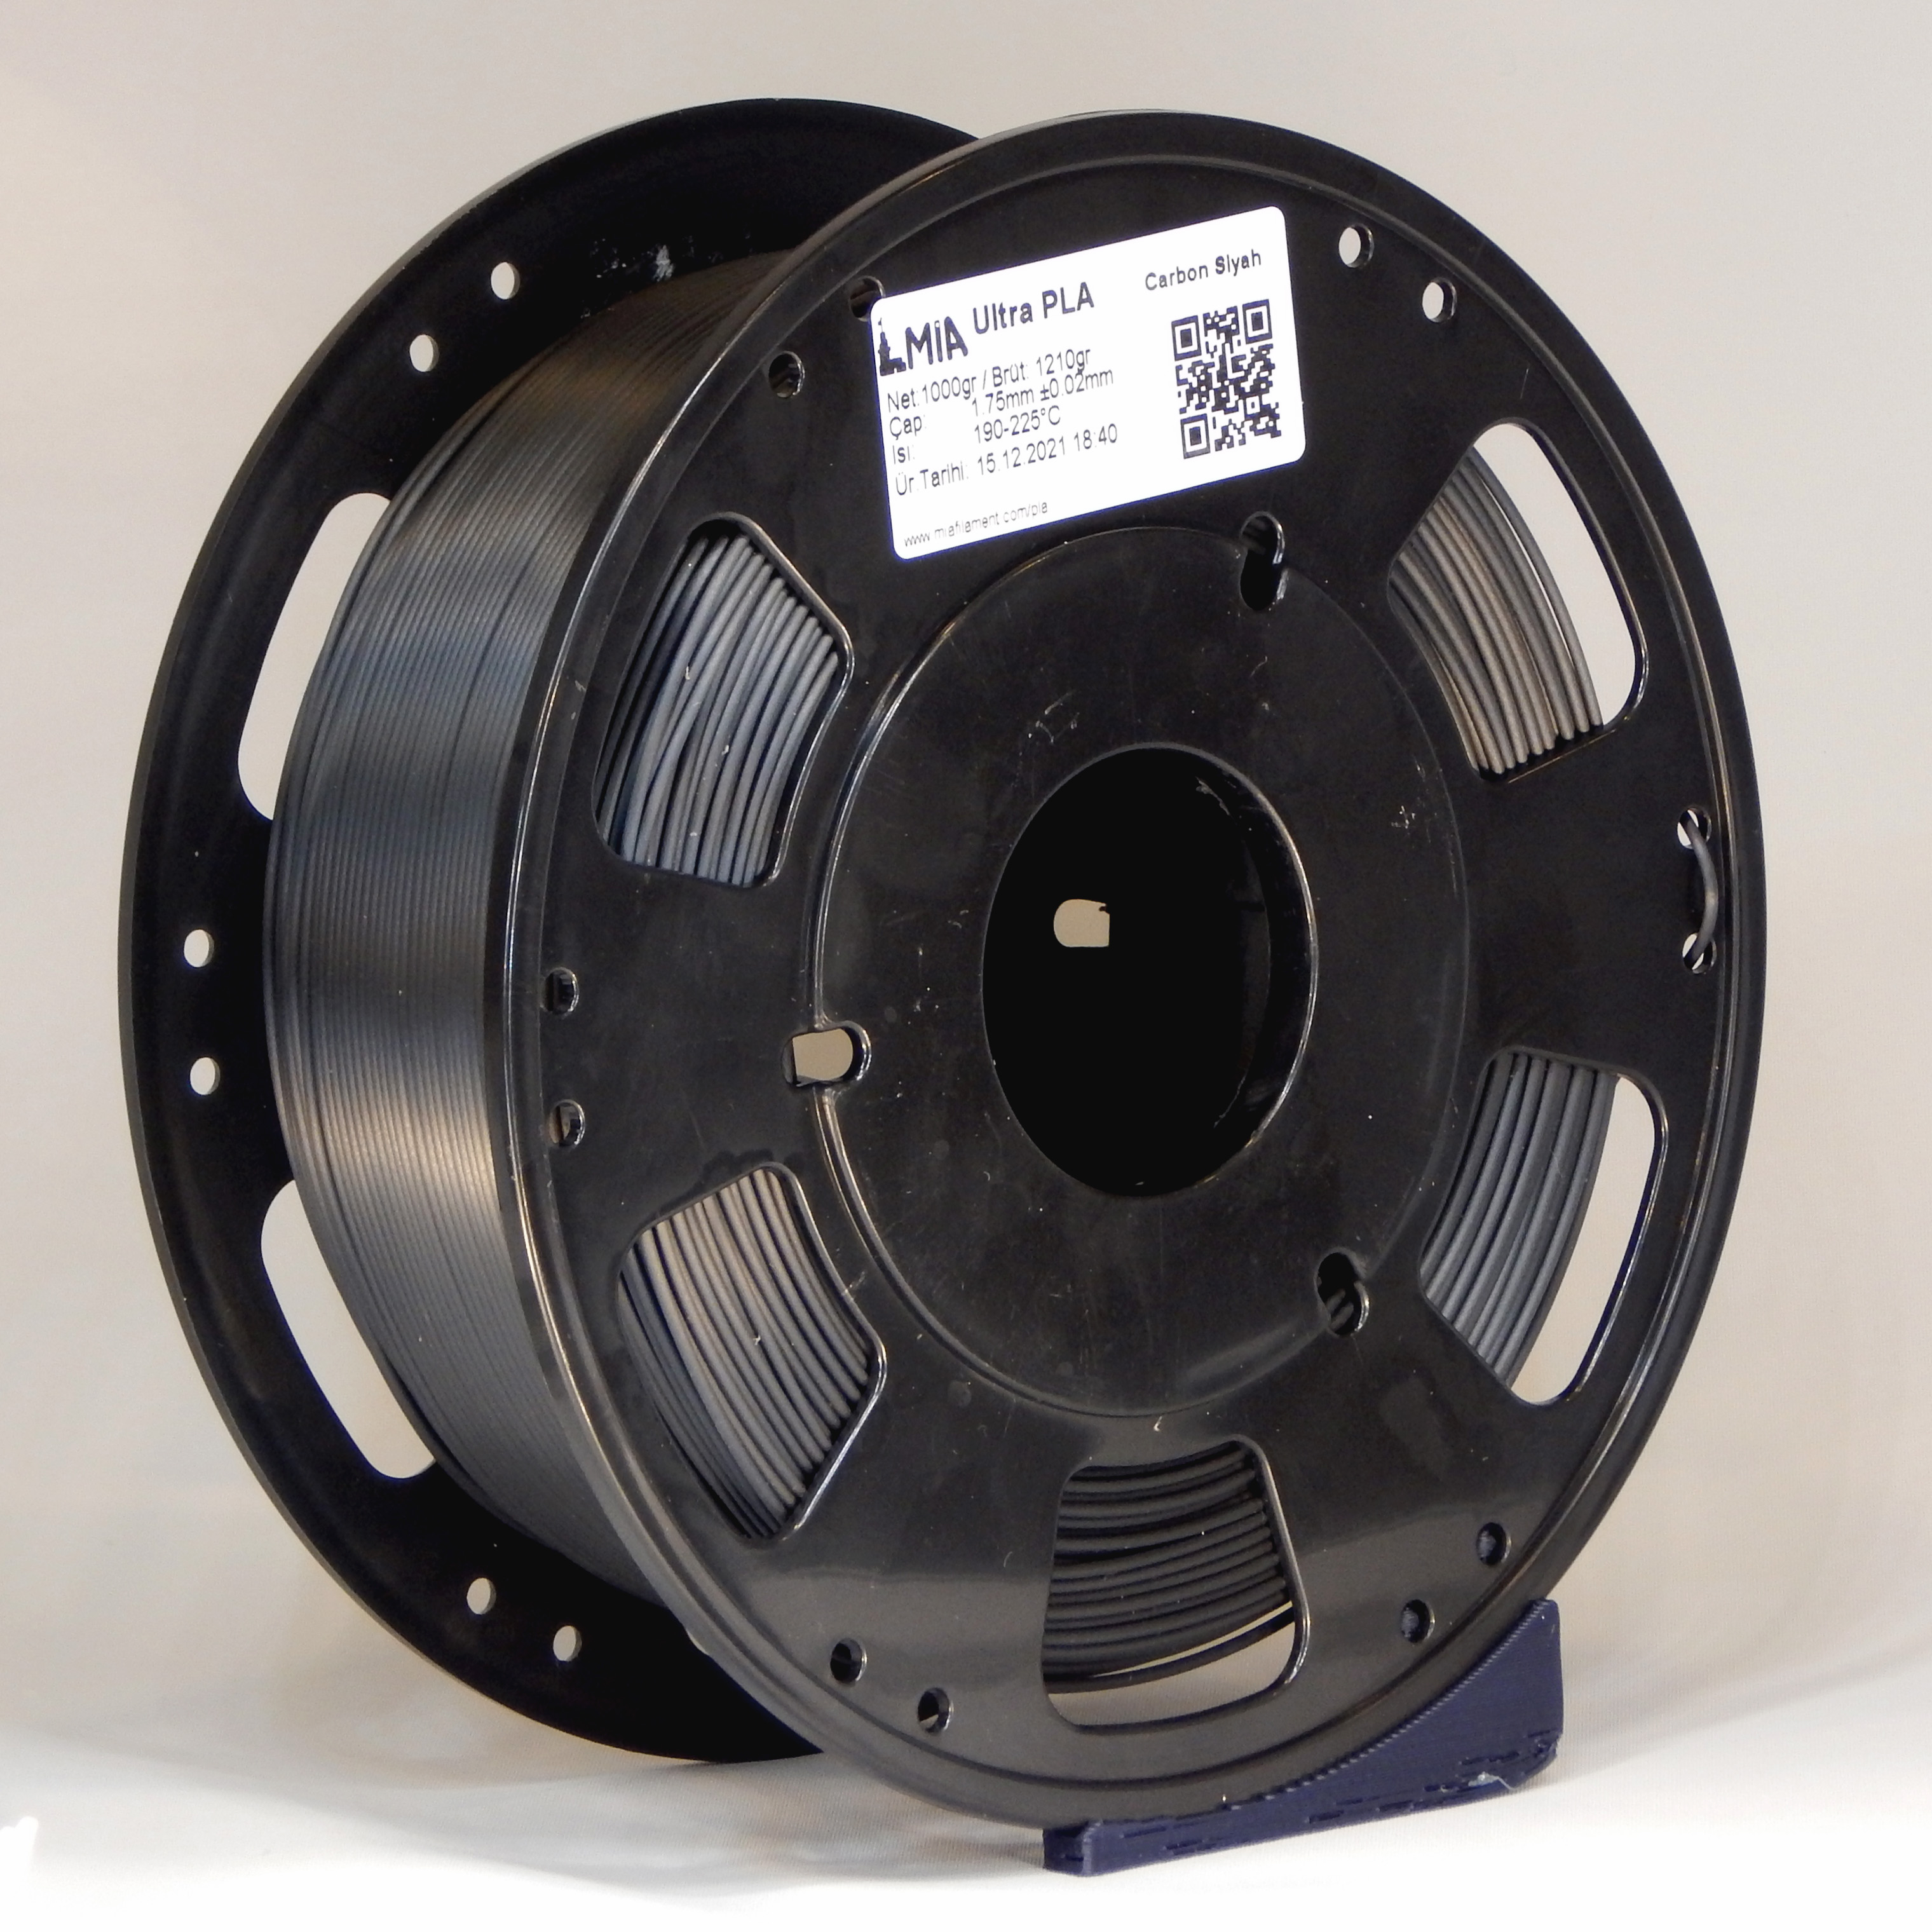 MİA Ultra PLA
Carbon Siyah
Net:1000gr / Brüt: 1210gr
Çap: 1.75mm ±0.02mm
Isı: 190-225°C
Ür.Tarihi: 15.12.2021 18:40
www.miafilament.com/pla